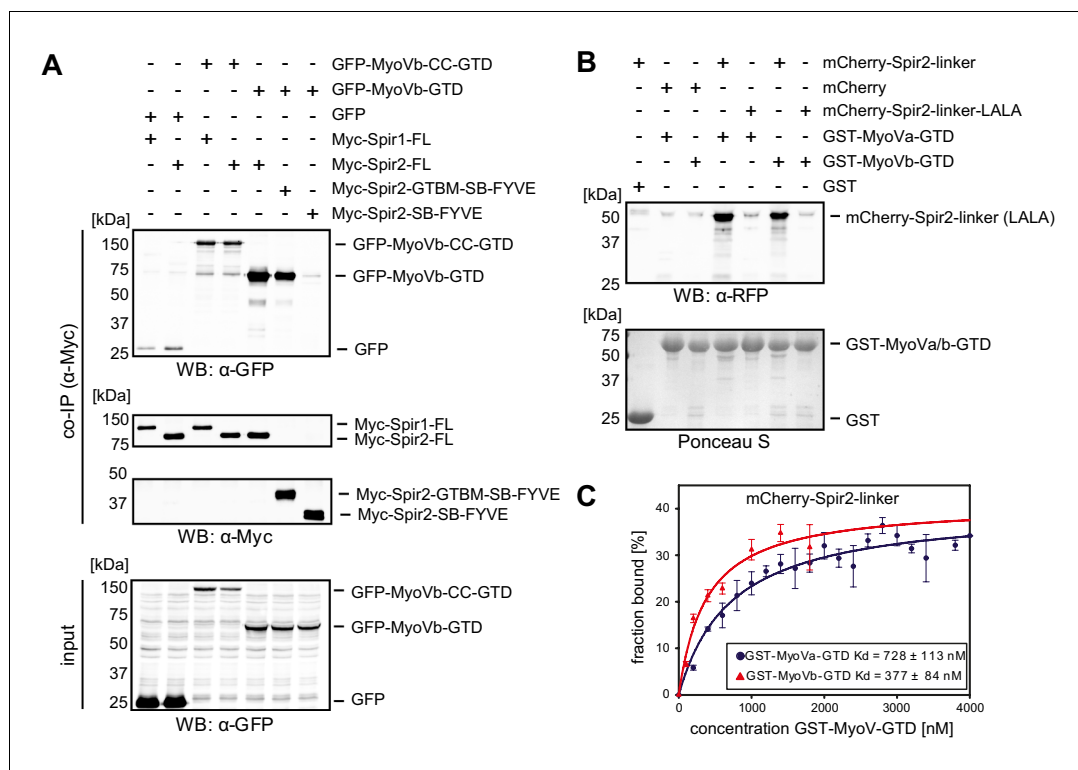 A
- - + + - - - GFP-MyoVb-CC-GTD
- - - - + + + GFP-MyoVb-GTD
+ + - - - - - GFP
+ - + - - - - Myc-Spir1-FL
- + - + + - - Myc-Spir2-FL
- - - - - + - Myc-Spir2-GTBM-SB-FYVE
- - - - - - + Myc-Spir2-SB-FYVE
[kDa]
150
75
50
37
25
GFP-MyoVb-CC-GTD
GFP-MyoVb-GTD
GFP
WB: α-GFP
co-IP (α-Myc)
[kDa]
150
75
Myc-Spir1-FL
Myc-Spir2-FL
50
37
Myc-Spir2-GTBM-SB-FYVE
Myc-Spir2-SB-FYVE
WB: α-Myc
[kDa]
150
75
50
37
25
GFP-MyoVb-CC-GTD
GFP-MyoVb-GTD
GFP
input
WB: α-GFP
B
+ - - + - + - mCherry-Spir2-linker
- + + - - - - mCherry
- - - - + - + mCherry-Spir2-linker-LALA
- + - + + - - GST-MyoVa-GTD
- - + - - + + GST-MyoVb-GTD
+ - - - - - - GST
[kDa]
50
37
25
mCherry-Spir2-linker (LALA)
WB: α-RFP
[kDa]
75
50
37
25
GST-MyoVa/b-GTD
GST
Ponceau S
C
mCherry-Spir2-linker
fraction bound [%]
40
30
20
10
0
GST-MyoVa-GTD Kd = 728 ± 113 nM
GST-MyoVb-GTD Kd = 377 ± 84 nM
0 1000 2000 3000 4000
concentration GST-MyoV-GTD [nM]